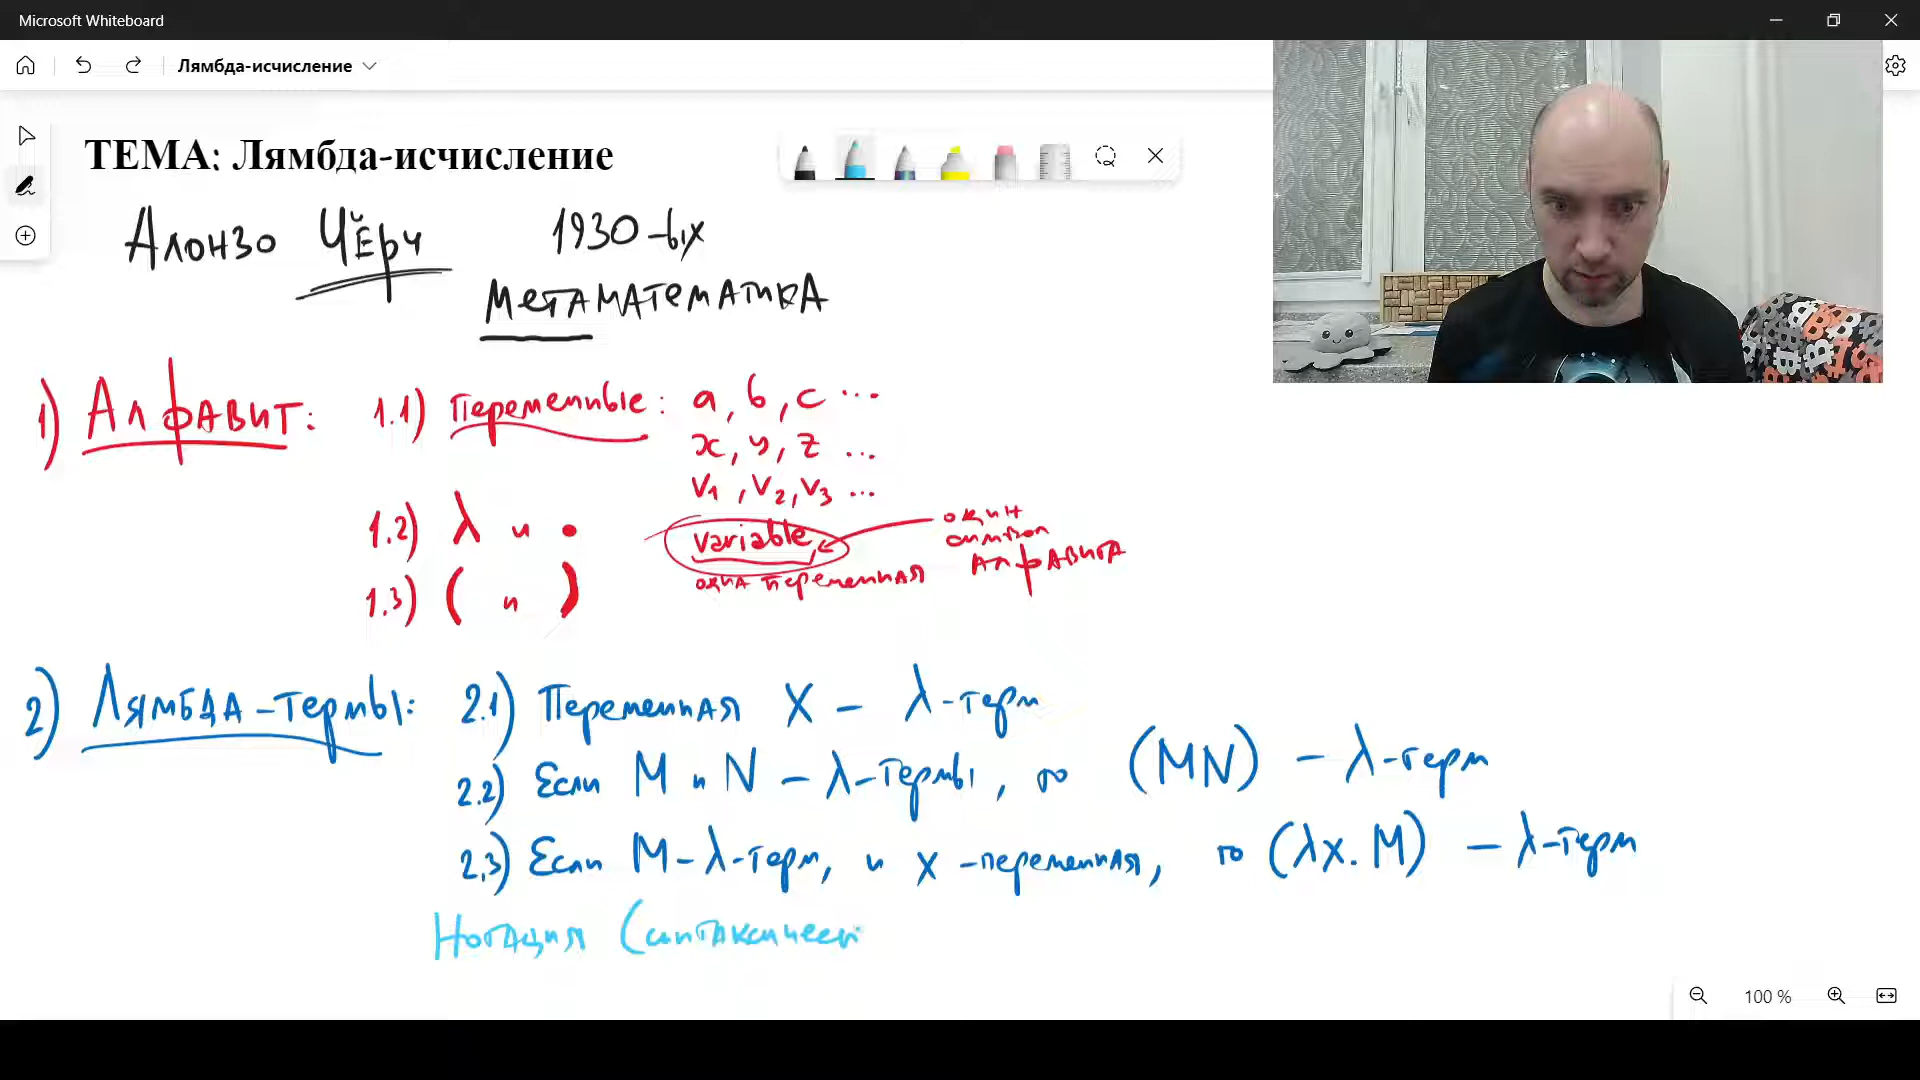 Microsoft Whiteboard
Лямбда-исчисление
ТЕМА: Лямбда-исчисление
Алонзо Чёрч 1930-ых
Метаматематика
1) Алфавит: 1.1) Переменные: a, b, c ...
x, y, z ...
v1, v2, v3 ...
1.2) λ и •
variable
один символ алфавита
одна переменная
1.3) ( и )
2) Лямбда-термы: 2.1) Переменная x – λ-терм
2.2) Если M и N – λ-термы, то (MN) – λ-терм
2.3) Если M – λ-терм, и x – переменная, то (λx.M) – λ-терм
Нотация (синтаксичес
100 %